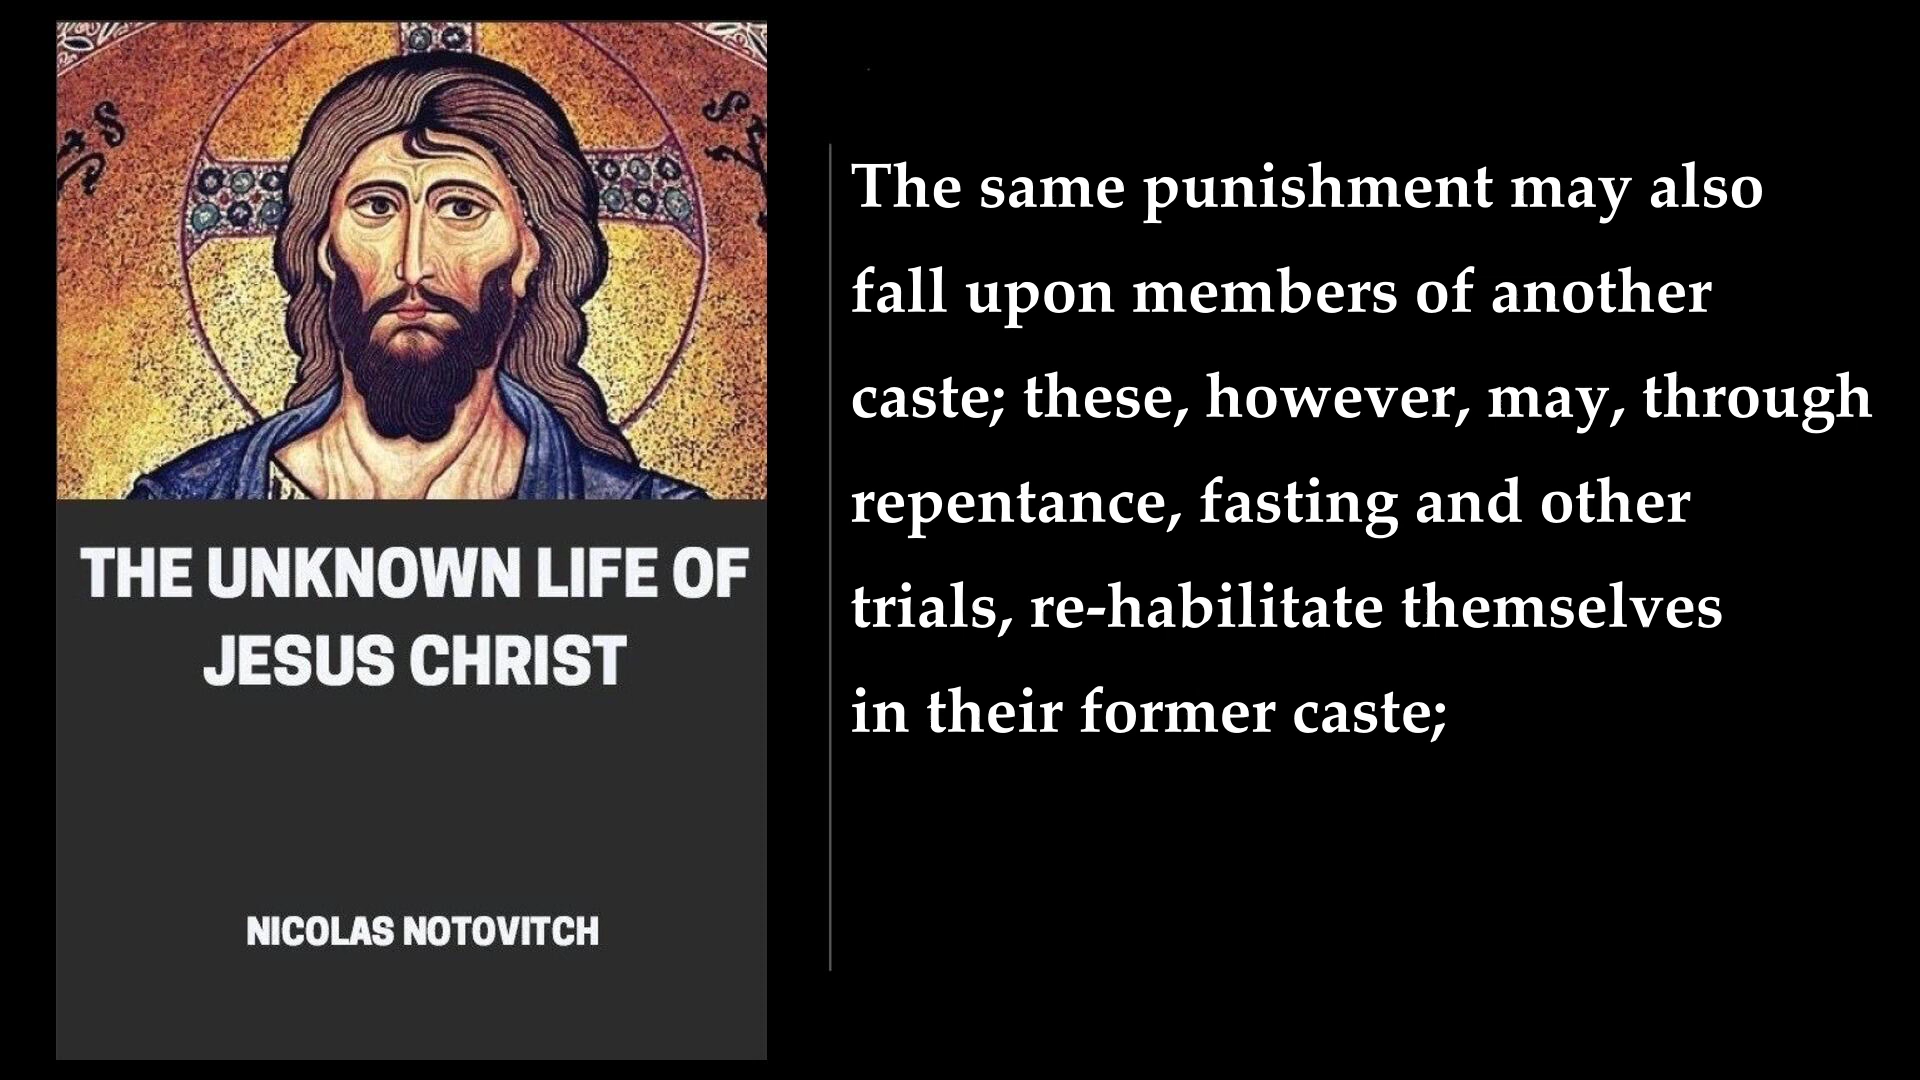 THE UNKNOWN LIFE OF
JESUS CHRIST
NICOLAS NOTOVITCH
The same punishment may also
fall upon members of another
caste; these, however, may, through
repentance, fasting and other
trials, re-habilitate themselves
in their former caste;